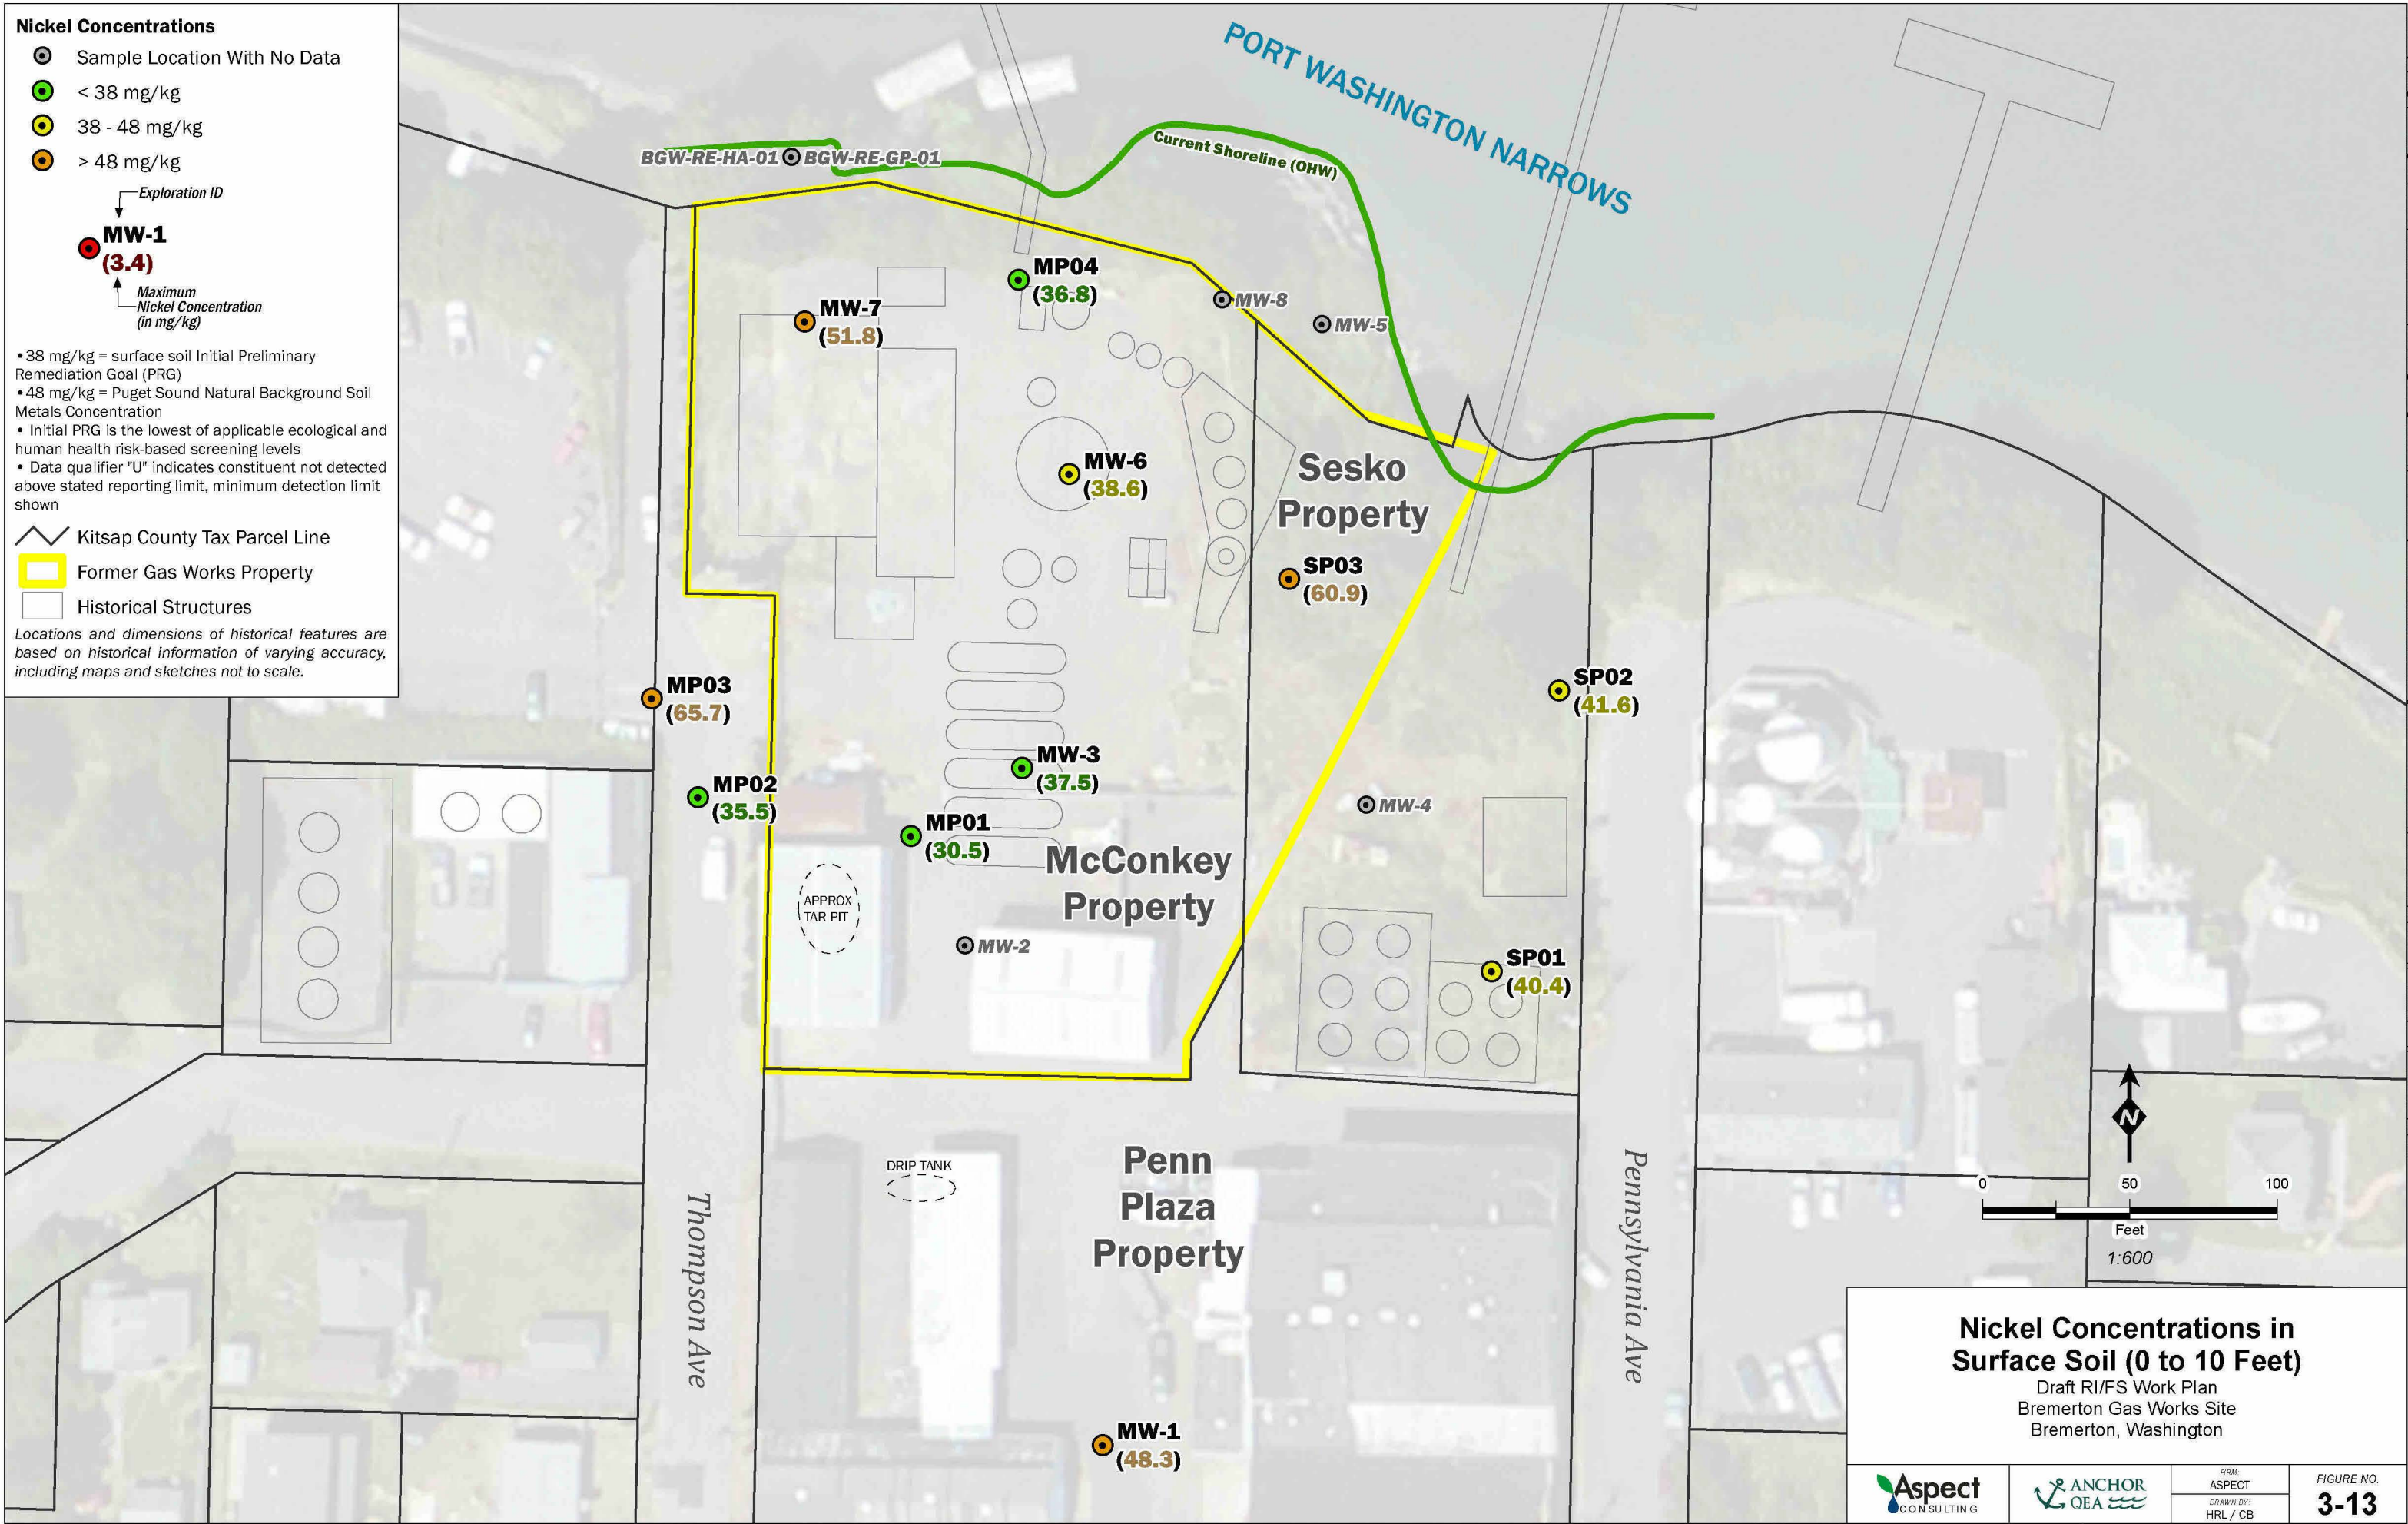 Nickel Concentrations
Sample Location With No Data
< 38 mg/kg
38 - 48 mg/kg
> 48 mg/kg
Exploration ID
MW-1
(3.4)
Maximum
Nickel Concentration
(in mg/kg)
• 38 mg/kg = surface soil Initial Preliminary
Remediation Goal (PRG)
• 48 mg/kg = Puget Sound Natural Background Soil
Metals Concentration
• Initial PRG is the lowest of applicable ecological and
human health risk-based screening levels
• Data qualifier "U" indicates constituent not detected
above stated reporting limit, minimum detection limit
shown
Kitsap County Tax Parcel Line
Former Gas Works Property
Historical Structures
Locations and dimensions of historical features are
based on historical information of varying accuracy,
including maps and sketches not to scale.
PORT WASHINGTON NARROWS
Current Shoreline (OHW)
BGW-RE-HA-01
BGW-RE-GP-01
MP04
(36.8)
MW-8
MW-5
MW-7
(51.8)
MW-6
(38.6)
Sesko
Property
SP03
(60.9)
SP02
(41.6)
MP03
(65.7)
MW-3
(37.5)
MP02
(35.5)
MP01
(30.5)
MW-4
McConkey
Property
APPROX
TAR PIT
MW-2
SP01
(40.4)
DRIP TANK
Penn
Plaza
Property
Thompson Ave
Pennsylvania Ave
MW-1
(48.3)
N
0 50 100
Feet
1:600
Nickel Concentrations in
Surface Soil (0 to 10 Feet)
Draft RI/FS Work Plan
Bremerton Gas Works Site
Bremerton, Washington
Aspect
CONSULTING
ANCHOR
QEA
FIRM:
ASPECT
DRAWN BY:
HRL / CB
FIGURE NO.
3-13